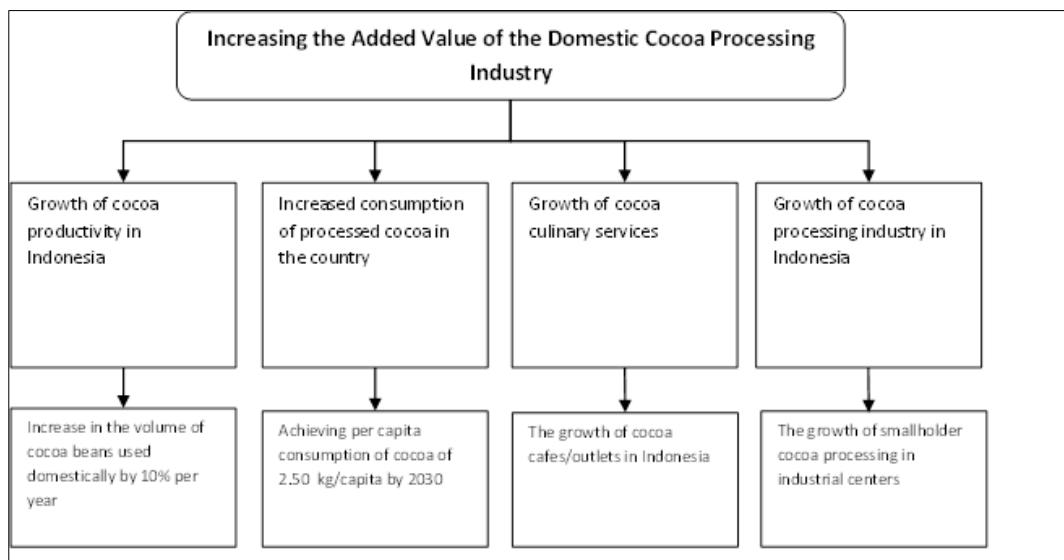 Increasing the Added Value of the Domestic Cocoa Processing
Industry
Growth of cocoa
productivity in
Indonesia
Increased consumption
of processed cocoa in
the country
Growth of cocoa
culinary services
Growth of cocoa
processing industry in
Indonesia
Increase in the volume of
cocoa beans used
domestically by 10% per
year
Achieving per capita
consumption of cocoa of
2.50 kg/capita by 2030
The growth of cocoa
cafes/outlets in Indonesia
The growth of smallholder
cocoa processing in
industrial centers